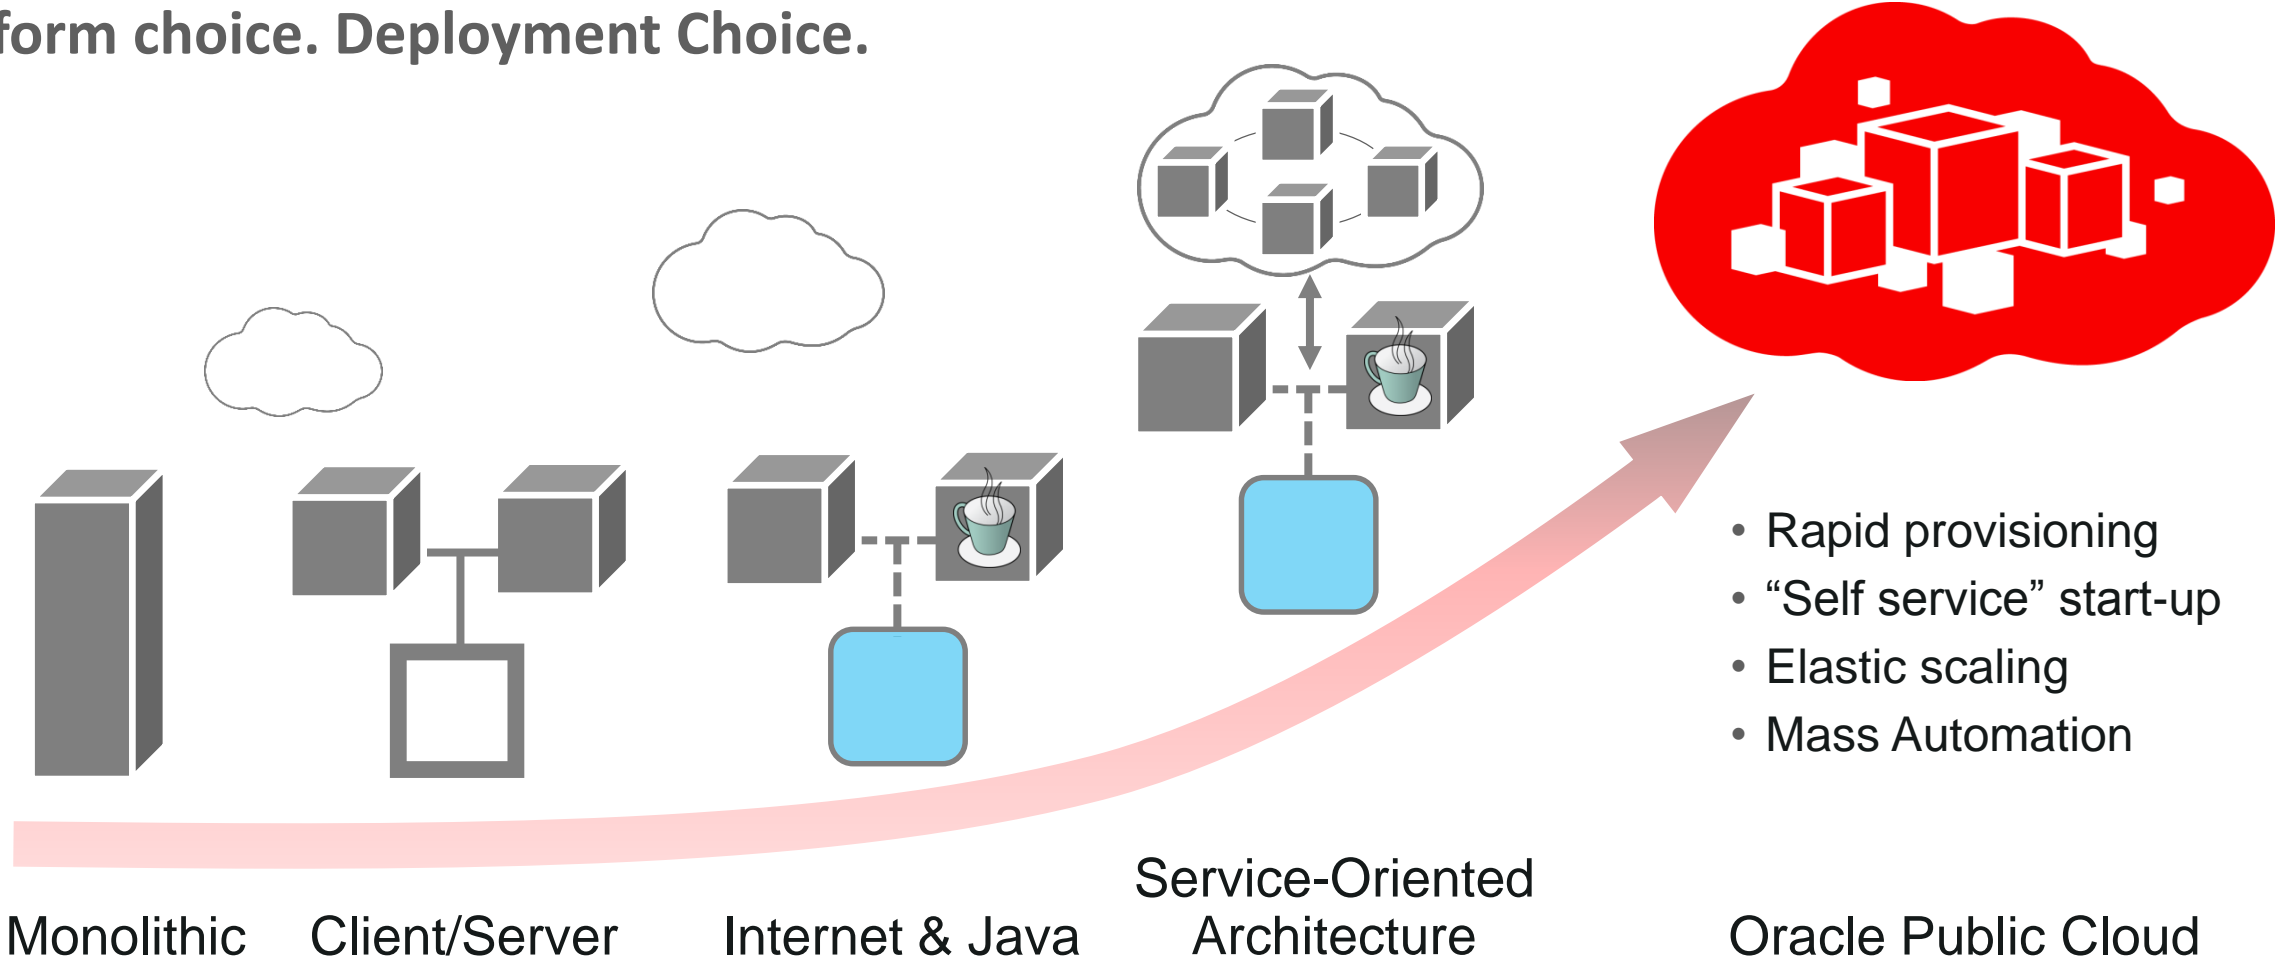 form choice. Deployment Choice.
• Rapid provisioning
• “Self service” start-up
• Elastic scaling
• Mass Automation
Monolithic
Client/Server
Internet & Java
Service-Oriented
Architecture
Oracle Public Cloud